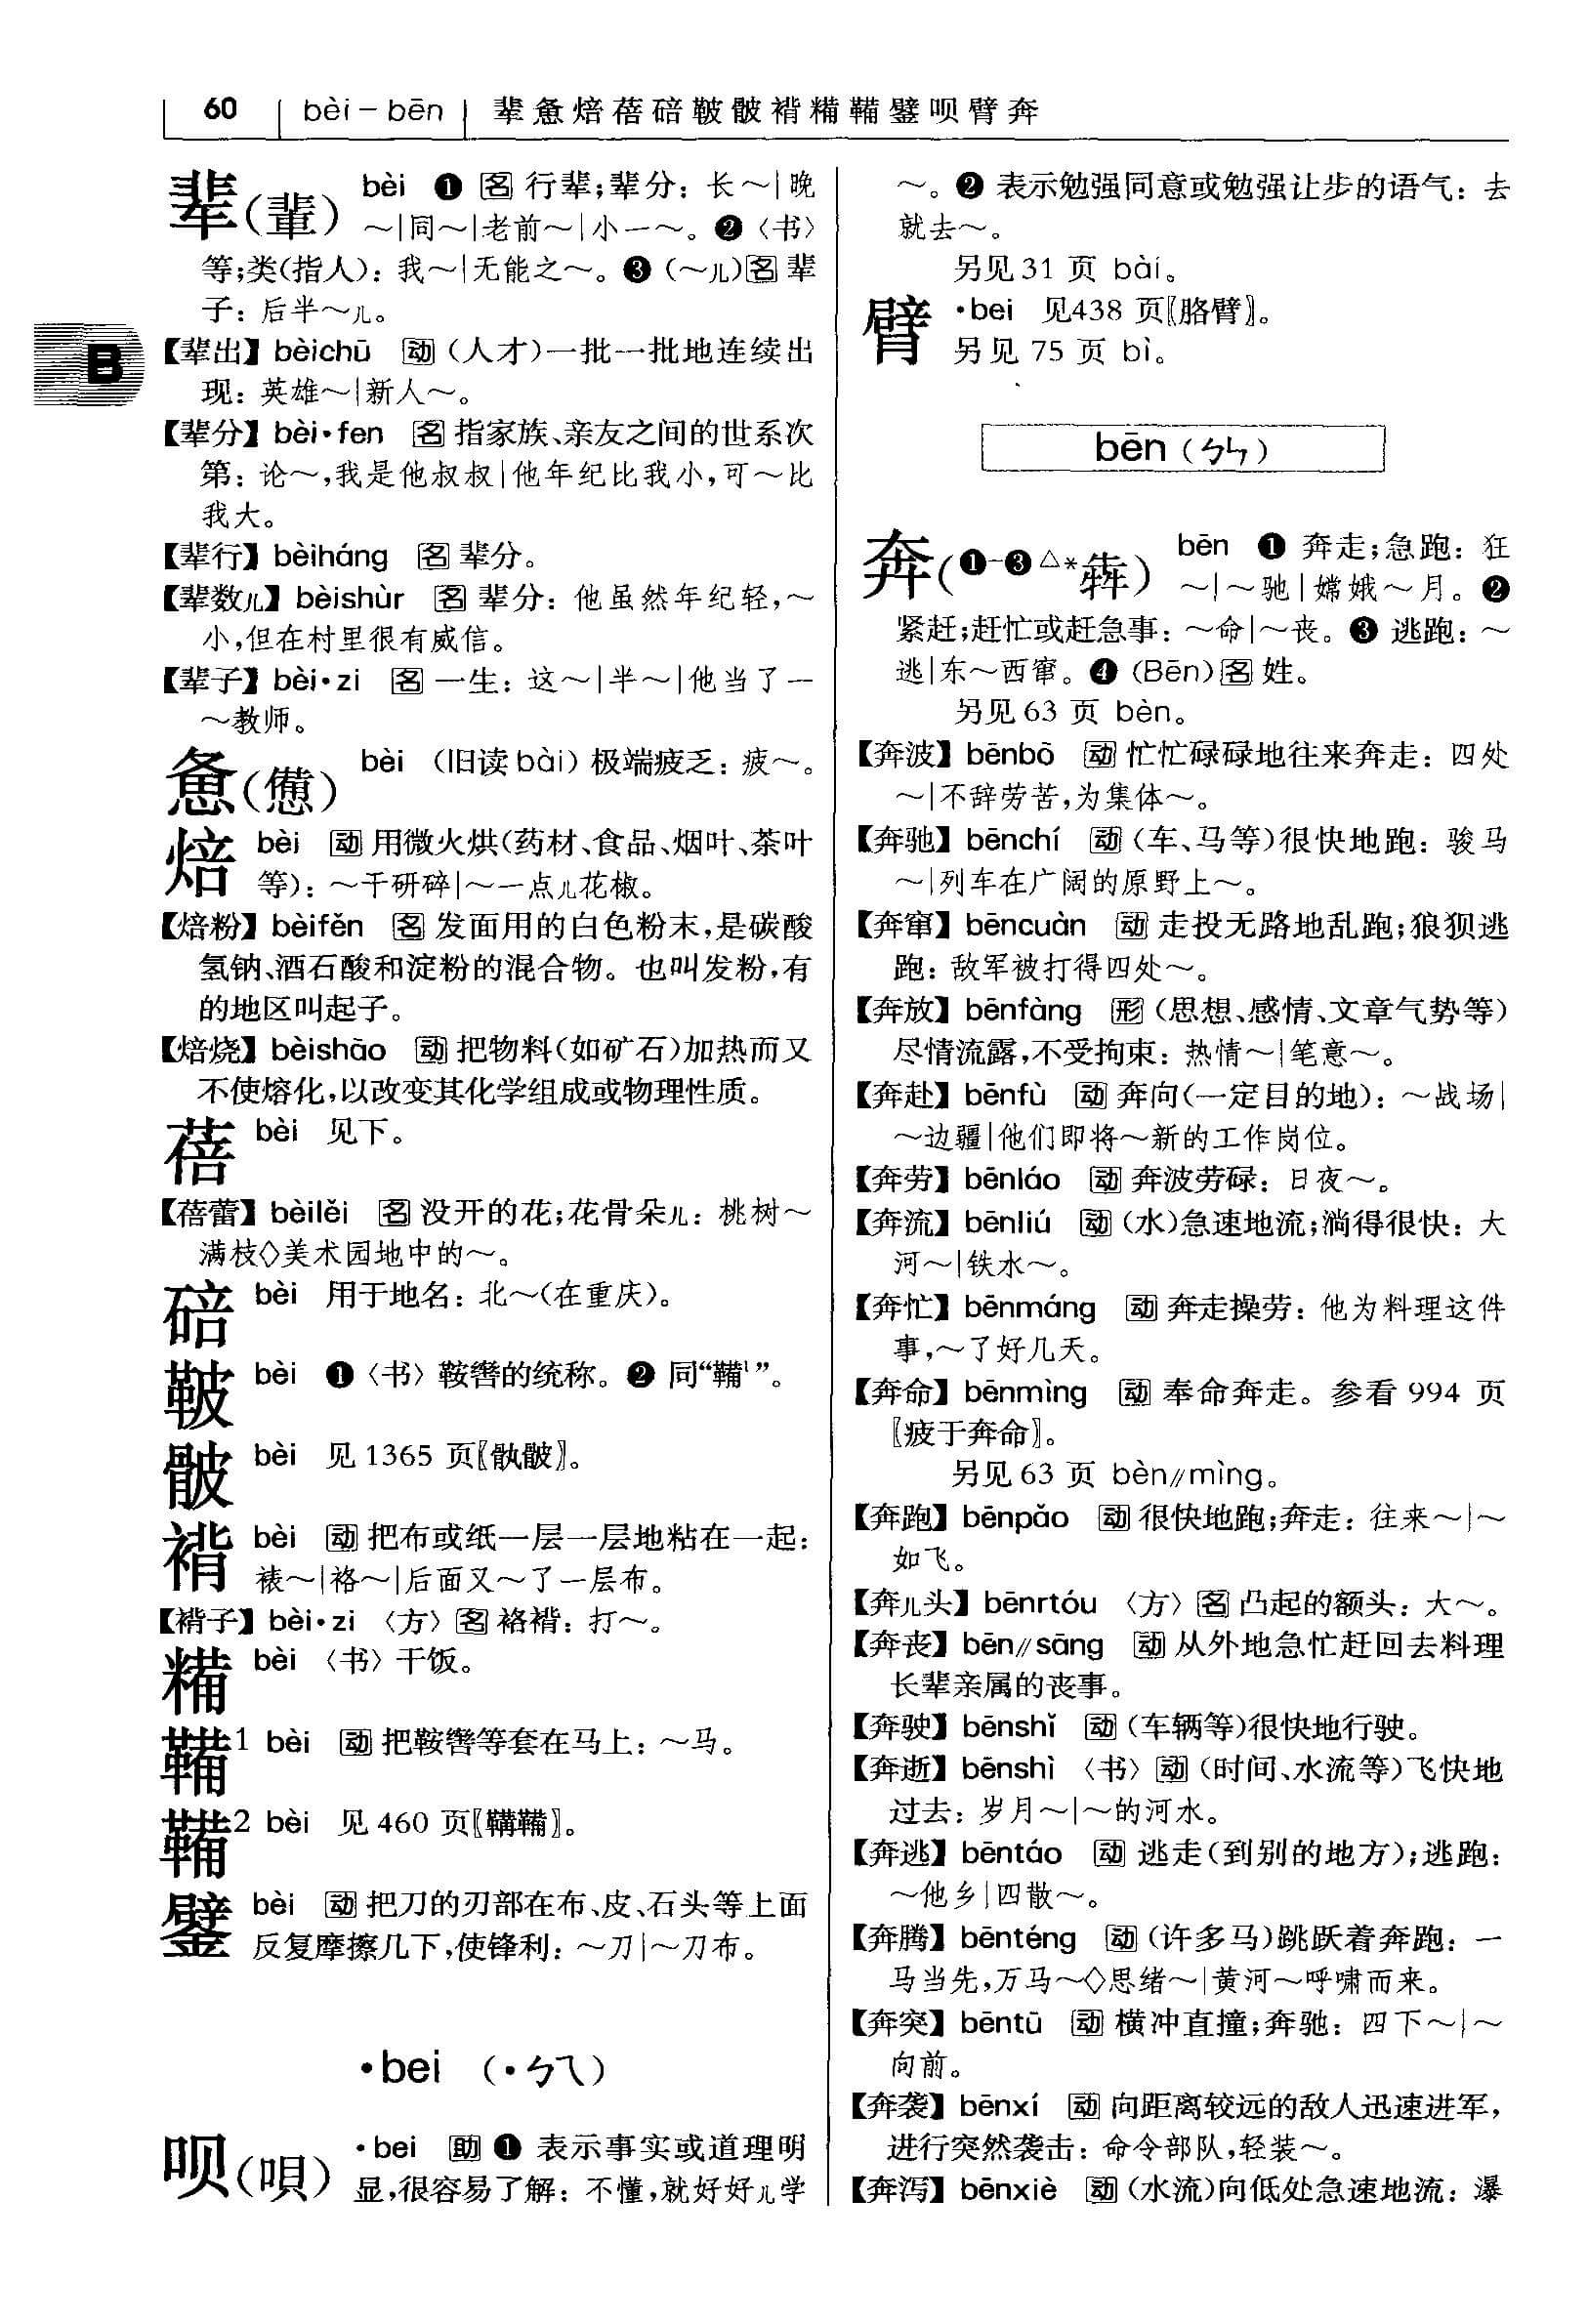 60 bèi－bēn 辈惫焙蓓碚鞁骳褙糒鞴鐾呗臂奔
B
辈(輩) bèi ❶ 名 行辈;辈分：长～|晚
～|同～|老前～|小一～。❷〈书〉
等;类(指人)：我～|无能之～。❸（～儿)名 辈
子：后半～儿。
【辈出】bèichū 动（人才)一批一批地连续出
现：英雄～|新人～。
【辈分】bèi·fen 名 指家族、亲友之间的世系次
第：论～,我是他叔叔|他年纪比我小,可～比
我大。
【辈行】bèiháng 名 辈分。
【辈数儿】bèishùr 名 辈分：他虽然年纪轻,～
小,但在村里很有威信。
【辈子】bèi·zi 名 一生：这～|半～|他当了一
～教师。
惫(憊) bèi （旧读 bài）极端疲乏：疲～。
焙 bèi 动 用微火烘(药材、食品、烟叶、茶叶
等)：～干研碎|～一点儿花椒。
【焙粉】bèifěn 名 发面用的白色粉末,是碳酸
氢钠、酒石酸和淀粉的混合物。也叫发粉,有
的地区叫起子。
【焙烧】bèishāo 动 把物料(如矿石)加热而又
不使熔化,以改变其化学组成或物理性质。
蓓 bèi 见下。
【蓓蕾】bèilěi 名 没开的花;花骨朵儿：桃树～
满枝◇美术园地中的～。
碚 bèi 用于地名：北～(在重庆)。
鞁 bèi ❶〈书〉鞍辔的统称。❷ 同“鞴¹”。
骳 bèi 见 1365 页〖骫骳〗。
褙 bèi 动 把布或纸一层一层地粘在一起：
裱～|袼～|后面又～了一层布。
【褙子】bèi·zi 〈方〉名 袼褙：打～。
糒 bèi 〈书〉干饭。
鞴1 bèi 动 把鞍辔等套在马上：～马。
鞴2 bèi 见 460 页〖鞲鞴〗。
鐾 bèi 动 把刀的刃部在布、皮、石头等上面
反复摩擦几下,使锋利：～刀|～刀布。
·bei （·ㄅㄟ）
呗(唄) ·bei 助 ❶ 表示事实或道理明
显,很容易了解：不懂,就好好儿学
～。❷ 表示勉强同意或勉强让步的语气：去
就去～。
另见 31 页 bài。
臂 ·bei 见438 页〖胳臂〗。
另见 75 页 bì。
bēn（ㄅㄣ）
奔(❶-❸△*犇) bēn ❶ 奔走;急跑：狂
～|～驰|嫦娥～月。❷
紧赶;赶忙或赶急事：～命|～丧。❸ 逃跑：～
逃|东～西窜。❹（Bēn)名 姓。
另见 63 页 bèn。
【奔波】bēnbō 动 忙忙碌碌地往来奔走：四处
～|不辞劳苦,为集体～。
【奔驰】bēnchí 动（车、马等)很快地跑：骏马
～|列车在广阔的原野上～。
【奔窜】bēncuàn 动 走投无路地乱跑;狼狈逃
跑：敌军被打得四处～。
【奔放】bēnfàng 形（思想、感情、文章气势等）
尽情流露,不受拘束：热情～|笔意～。
【奔赴】bēnfù 动 奔向(一定目的地)：～战场|
～边疆|他们即将～新的工作岗位。
【奔劳】bēnláo 动 奔波劳碌：日夜～。
【奔流】bēnliú 动（水)急速地流;淌得很快：大
河～|铁水～。
【奔忙】bēnmáng 动 奔走操劳：他为料理这件
事,～了好几天。
【奔命】bēnmìng 动 奉命奔走。参看 994 页
〖疲于奔命〗。
另见 63 页 bèn∥mìng。
【奔跑】bēnpǎo 动 很快地跑;奔走：往来～|～
如飞。
【奔儿头】bēnrtóu 〈方〉名 凸起的额头：大～。
【奔丧】bēn∥sāng 动 从外地急忙赶回去料理
长辈亲属的丧事。
【奔驶】bēnshǐ 动（车辆等)很快地行驶。
【奔逝】bēnshì 〈书〉动（时间、水流等)飞快地
过去：岁月～|～的河水。
【奔逃】bēntáo 动 逃走(到别的地方);逃跑：
～他乡|四散～。
【奔腾】bēnténg 动（许多马)跳跃着奔跑：一
马当先,万马～◇思绪～|黄河～呼啸而来。
【奔突】bēntū 动 横冲直撞;奔驰：四下～|～
向前。
【奔袭】bēnxí 动 向距离较远的敌人迅速进军,
进行突然袭击：命令部队,轻装～。
【奔泻】bēnxiè 动（水流)向低处急速地流：瀑